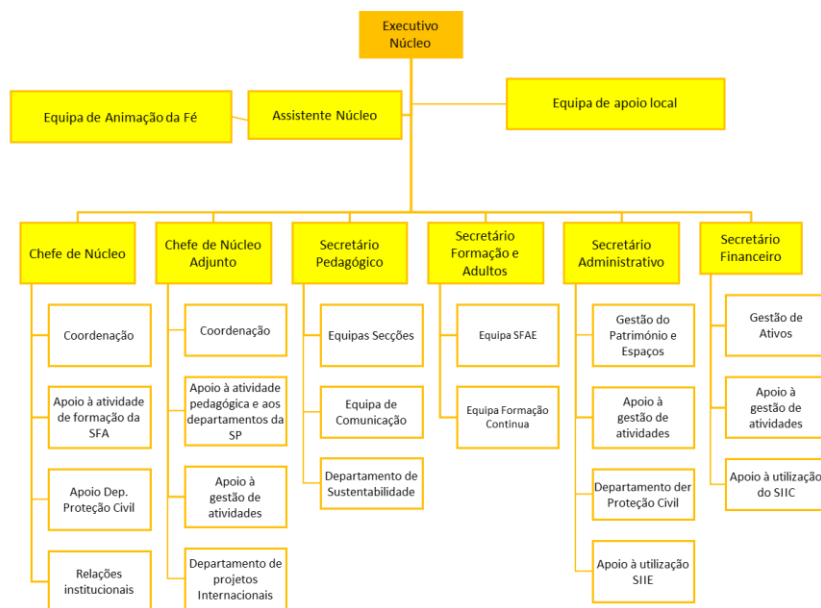 Executivo
Núcleo
Equipa de Animação da Fé
Assistente Núcleo
Equipa de apoio local
Chefe de Núcleo
Chefe de Núcleo
Adjunto
Secretário
Pedagógico
Secretário
Formação e
Adultos
Secretário
Administrativo
Secretário
Financeiro
Coordenação
Apoio à atividade
de formação da
SFA
Apoio Dep.
Proteção Civil
Relações
institucionais
Coordenação
Apoio à atividade
pedagógica e aos
departamentos da
SP
Apoio à
gestão de
atividades
Departamento de
projetos
Internacionais
Equipas Secções
Equipa de
Comunicação
Departamento de
Sustentabilidade
Equipa SFAE
Equipa Formação
Continua
Gestão do
Património e
Espaços
Apoio à
gestão de
atividades
Departamento der
Proteção Civil
Apoio à utilização
SIIE
Gestão de
Ativos
Apoio à
gestão de
atividades
Apoio à utilização
do SIIC